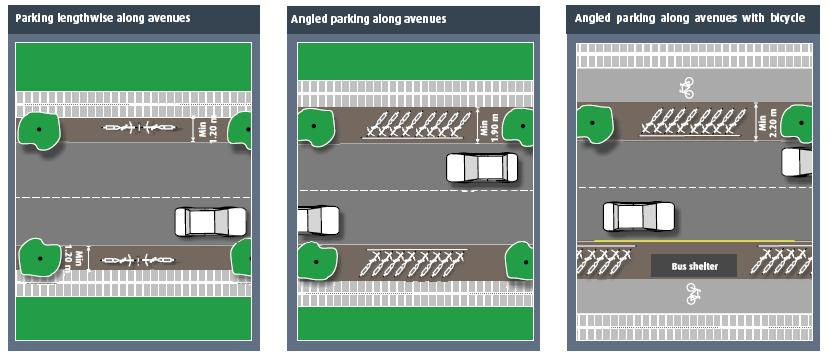 Parking lengthwise along avenues
Min
1.20 m
Min
1.20 m
Angled parking along avenues
Min
1.90 m
Angled parking along avenues with bicycle
Min
2.20 m
Bus shelter